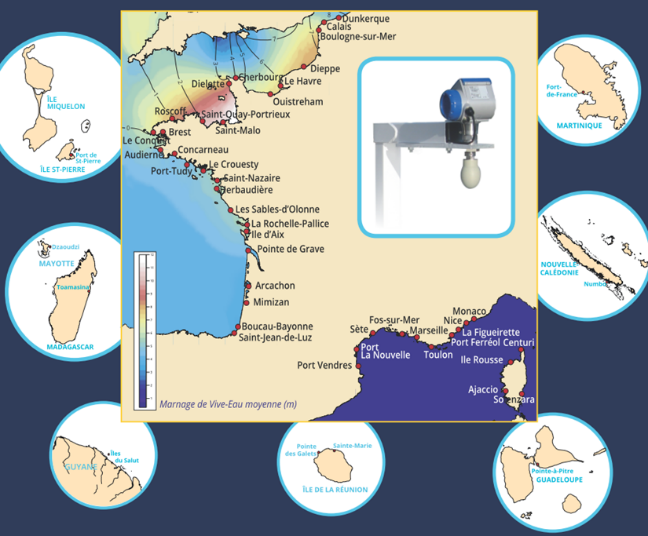 Dunkerque
Calais
Boulogne-sur-Mer
Dieppe
Cherbourg
Dielette
Le Havre
Ouistreham
Roscoff
Saint-Quay-Portrieux
Saint-Malo
Le Conquet
Brest
Audierne
Concarneau
Port-Tudy
Le Crouesty
Saint-Nazaire
Herbaudière
Les Sables-d'Olonne
La Rochelle-Pallice
Ile d'Aix
Pointe de Grave
Arcachon
Mimizan
Boucau-Bayonne
Saint-Jean-de-Luz
Monaco
Nice
Fos-sur-Mer
Sète
Marseille
La Figueirette
Port Ferréol
Centuri
Port
La Nouvelle
Toulon
Ile Rousse
Port Vendres
Ajaccio
Solenzara
Marnage de Vive-Eau moyenne (m)
ÎLE
MIQUELON
Port de
St-Pierre
ÎLE ST-PIERRE
Fort-
de-France
MARTINIQUE
Dzaoudzi
MAYOTTE
Toamasina
MADAGASCAR
NOUVELLE
CALÉDONIE
Numbo
Îles
du Salut
GUYANE
Pointe
des Galets
Sainte-Marie
ÎLE DE LA RÉUNION
Pointe-à-Pitre
GUADELOUPE